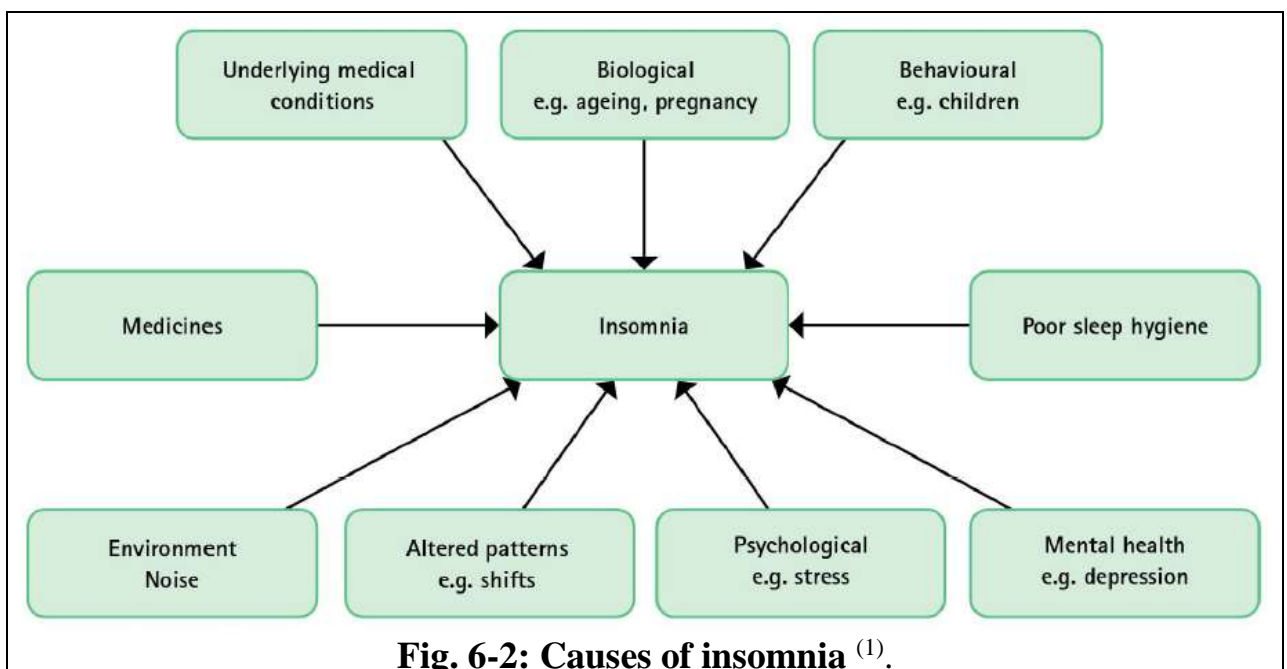 Underlying medical
conditions
Biological
e.g. ageing, pregnancy
Behavioural
e.g. children
Medicines
Insomnia
Poor sleep hygiene
Environment
Noise
Altered patterns
e.g. shifts
Psychological
e.g. stress
Mental health
e.g. depression
Fig. 6-2: Causes of insomnia (1).